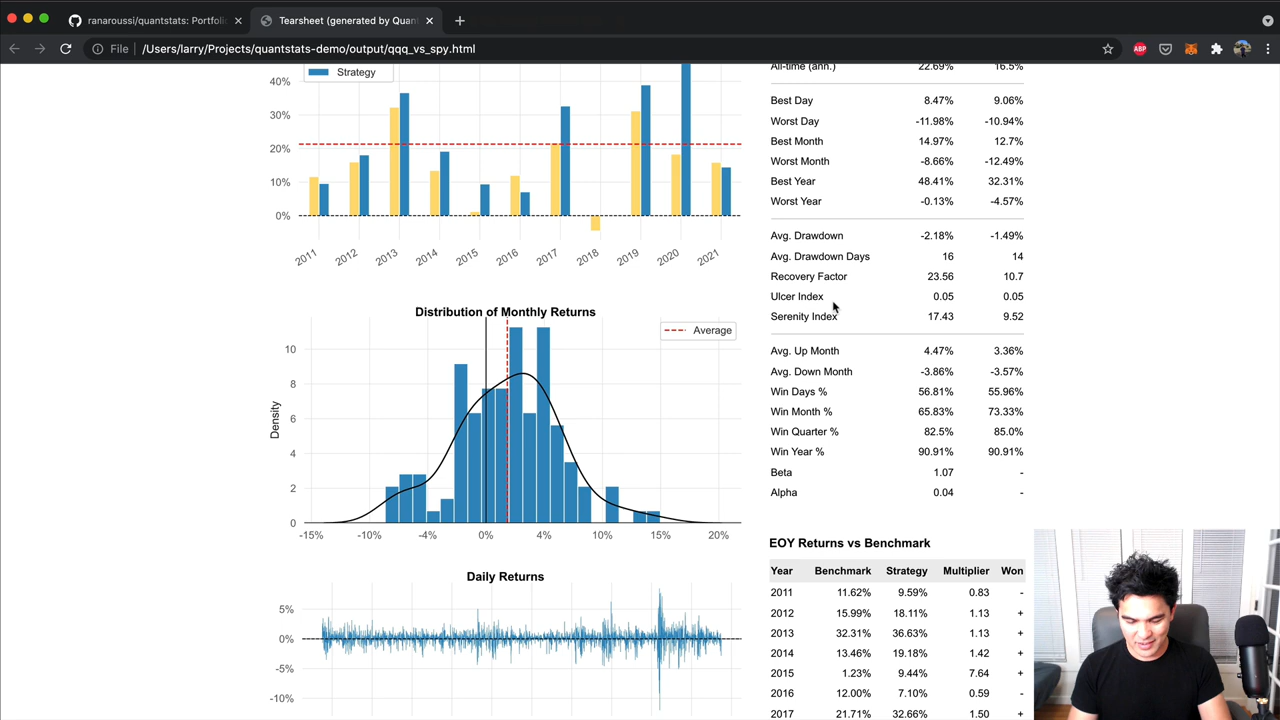 ranaroussi/quantstats: Portfoli
Tearsheet (generated by Quant
File /Users/larry/Projects/quantstats-demo/output/qqq_vs_spy.html
ABP
Strategy
40%
30%
20%
10%
0%
2011 2012 2013 2014 2015 2016 2017 2018 2019 2020 2021
Distribution of Monthly Returns
Average
Density
10
8
6
4
2
0
-15% -10% -4% 0% 4% 10% 15% 20%
Daily Returns
5%
0%
-5%
-10%
All-time (ann.) 22.69% 16.5%
Best Day 8.47% 9.06%
Worst Day -11.98% -10.94%
Best Month 14.97% 12.7%
Worst Month -8.66% -12.49%
Best Year 48.41% 32.31%
Worst Year -0.13% -4.57%
Avg. Drawdown -2.18% -1.49%
Avg. Drawdown Days 16 14
Recovery Factor 23.56 10.7
Ulcer Index 0.05 0.05
Serenity Index 17.43 9.52
Avg. Up Month 4.47% 3.36%
Avg. Down Month -3.86% -3.57%
Win Days % 56.81% 55.96%
Win Month % 65.83% 73.33%
Win Quarter % 82.5% 85.0%
Win Year % 90.91% 90.91%
Beta 1.07 -
Alpha 0.04 -
EOY Returns vs Benchmark
Year Benchmark Strategy Multiplier Won
2011 11.62% 9.59% 0.83 -
2012 15.99% 18.11% 1.13 +
2013 32.31% 36.63% 1.13 +
2014 13.46% 19.18% 1.42 +
2015 1.23% 9.44% 7.64 +
2016 12.00% 7.10% 0.59 -
2017 21.71% 32.66% 1.50 +